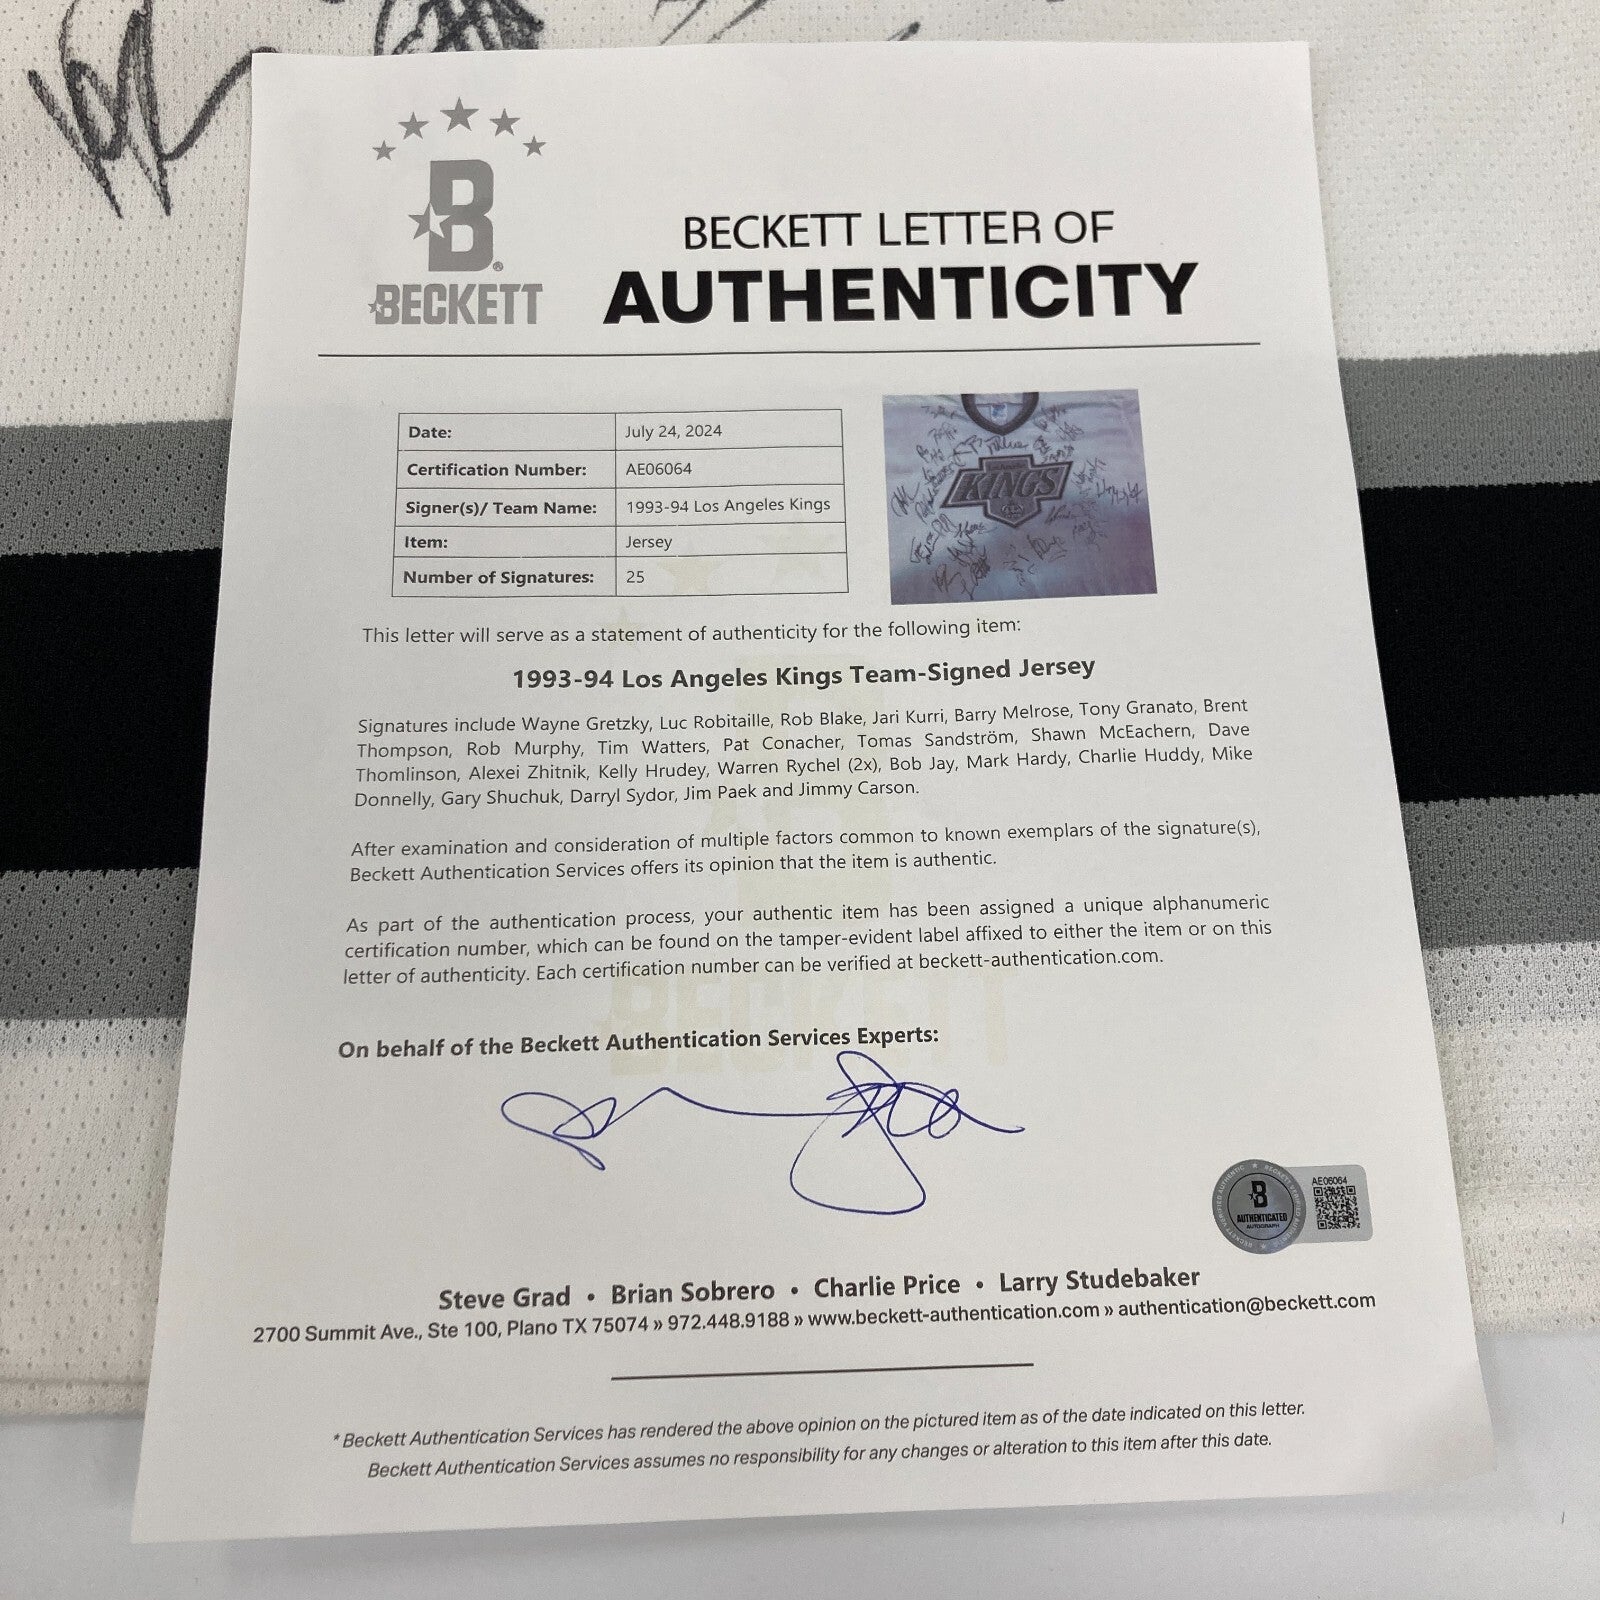 B
BECKETT
BECKETT LETTER OF
AUTHENTICITY
Date: July 24, 2024
Certification Number: AE06064
Signer(s)/ Team Name: 1993-94 Los Angeles Kings
Item: Jersey
Number of Signatures: 25
KINGS
This letter will serve as a statement of authenticity for the following item:
1993-94 Los Angeles Kings Team-Signed Jersey
Signatures include Wayne Gretzky, Luc Robitaille, Rob Blake, Jari Kurri, Barry Melrose, Tony Granato, Brent
Thompson, Rob Murphy, Tim Watters, Pat Conacher, Tomas Sandström, Shawn McEachern, Dave
Thomlinson, Alexei Zhitnik, Kelly Hrudey, Warren Rychel (2x), Bob Jay, Mark Hardy, Charlie Huddy, Mike
Donnelly, Gary Shuchuk, Darryl Sydor, Jim Paek and Jimmy Carson.
After examination and consideration of multiple factors common to known exemplars of the signature(s),
Beckett Authentication Services offers its opinion that the item is authentic.
As part of the authentication process, your authentic item has been assigned a unique alphanumeric
certification number, which can be found on the tamper-evident label affixed to either the item or on this
letter of authenticity. Each certification number can be verified at beckett-authentication.com.
BECKETT
On behalf of the Beckett Authentication Services Experts:
B
AUTHENTICATED
AUTOGRAPH
AE06064
Steve Grad • Brian Sobrero • Charlie Price • Larry Studebaker
2700 Summit Ave., Ste 100, Plano TX 75074 » 972.448.9188 » www.beckett-authentication.com » authentication@beckett.com
* Beckett Authentication Services has rendered the above opinion on the pictured item as of the date indicated on this letter.
Beckett Authentication Services assumes no responsibility for any changes or alteration to this item after this date.